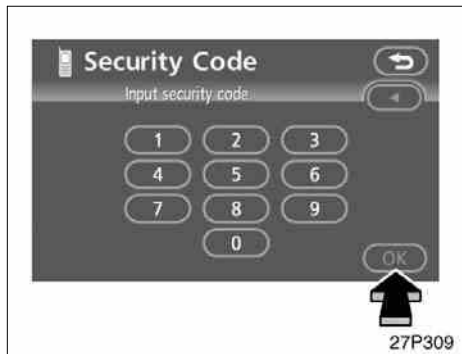 Security Code
Input security code.
1 2 3
4 5 6
7 8 9
0
OK
27P309